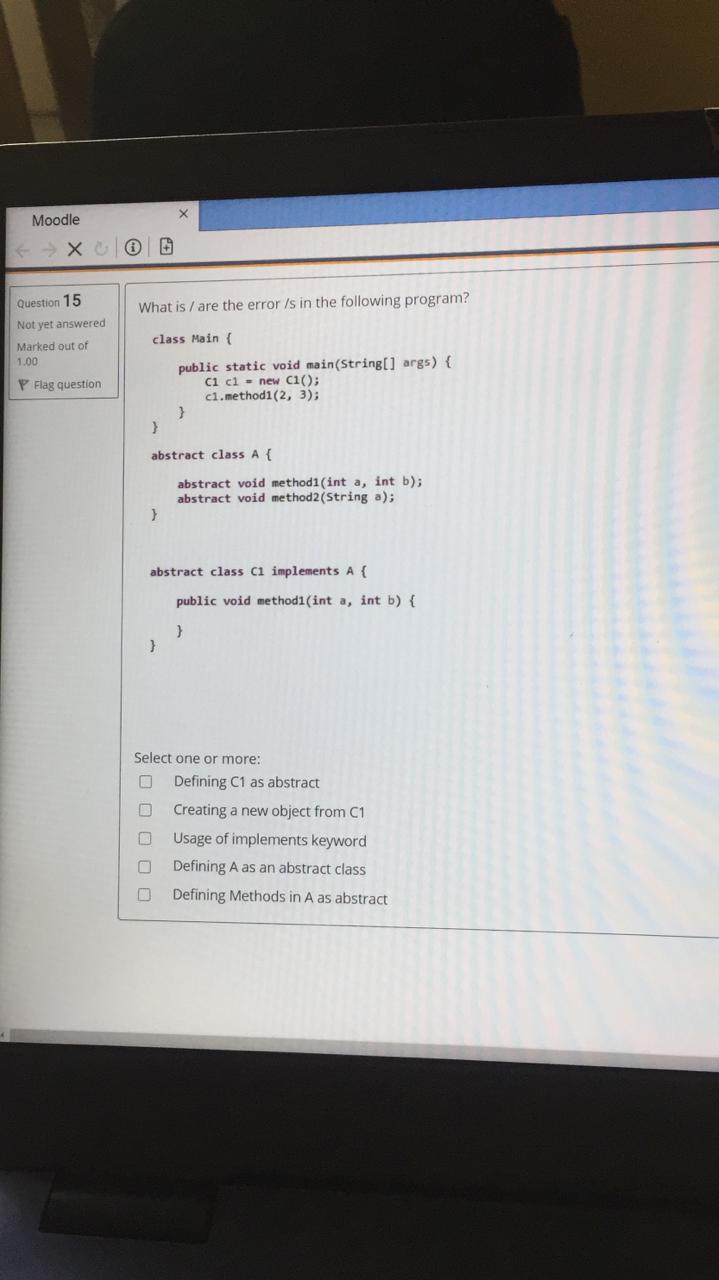 Moodle
Question 15
Not yet answered
Marked out of
1.00
Flag question
What is / are the error /s in the following program?
class Main {
public static void main(String[] args) {
C1 c1 = new C1();
c1.method1(2, 3);
}
}
abstract class A {
abstract void method1(int a, int b);
abstract void method2(String a);
}
abstract class C1 implements A {
public void method1(int a, int b) {
}
}
Select one or more:
Defining C1 as abstract
Creating a new object from C1
Usage of implements keyword
Defining A as an abstract class
Defining Methods in A as abstract